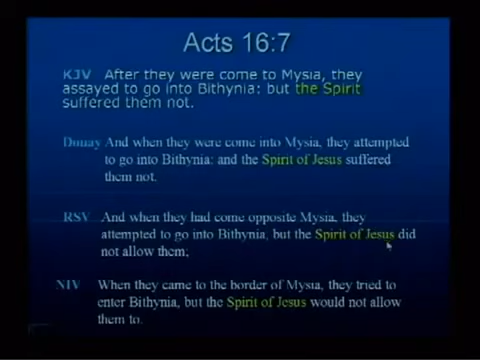 Acts 16:7
KJV After they were come to Mysia, they
assayed to go into Bithynia: but the Spirit
suffered them not.
Douay And when they were come into Mysia, they attempted
to go into Bithynia: and the Spirit of Jesus suffered
them not.
RSV And when they had come opposite Mysia, they
attempted to go into Bithynia, but the Spirit of Jesus did
not allow them;
NIV When they came to the border of Mysia, they tried to
enter Bithynia, but the Spirit of Jesus would not allow
them to.